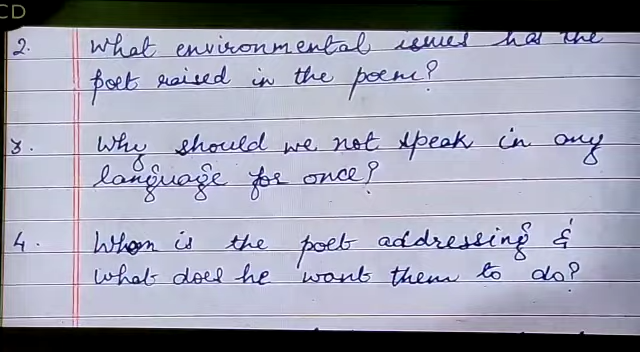 CD
2. What environmental issues has the
poet raised in the poem?
3. Why should we not speak in any
language for once?
4. Whom is the poet addressing &
what does he want them to do?